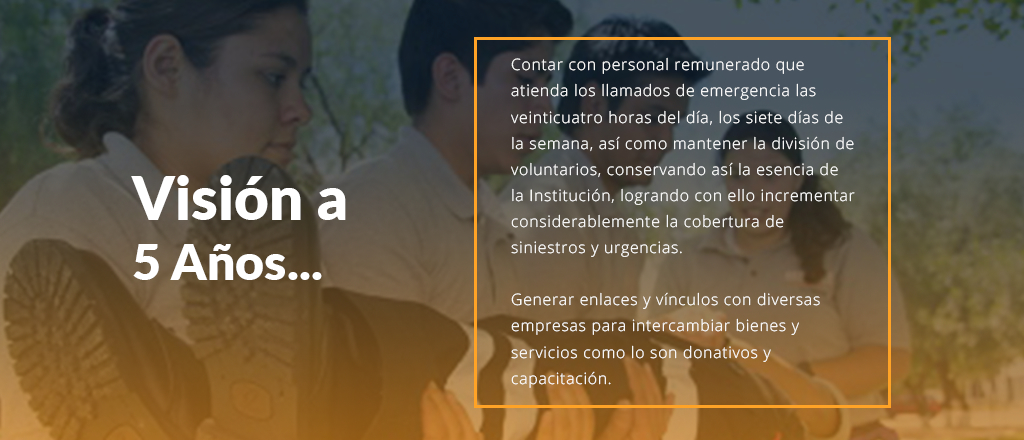 Visión a
5 Años...
Contar con personal remunerado que
atienda los llamados de emergencia las
veinticuatro horas del día, los siete días de
la semana, así como mantener la división de
voluntarios, conservando así la esencia de
la Institución, logrando con ello incrementar
considerablemente la cobertura de
siniestros y urgencias.
Generar enlaces y vínculos con diversas
empresas para intercambiar bienes y
servicios como lo son donativos y
capacitación.